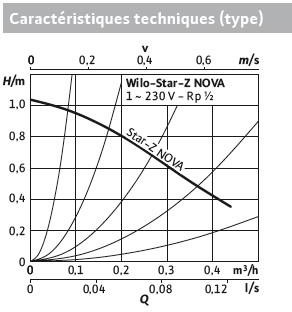 Caractéristiques techniques (type)
v
0 0,2 0,4 0,6 m/s
H/m
Wilo-Star-Z NOVA
1 ~ 230 V – Rp ½
1,0
0,8
Star-Z NOVA
0,6
0,4
0,2
0
0 0,1 0,2 0,3 0,4 m³/h
0 0,04 0,08 0,12 l/s
Q